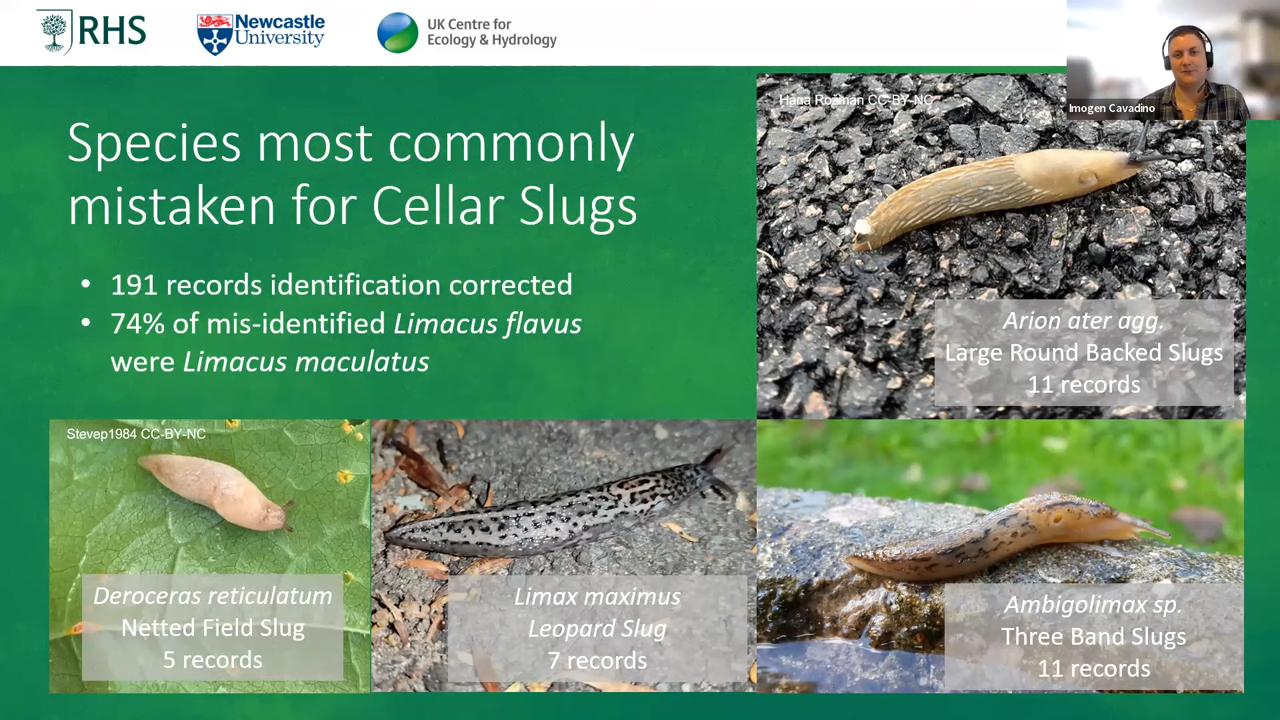 RHS
Newcastle
University
UK Centre for
Ecology & Hydrology
Imogen Cavadino
Hana Rozman CC-BY-NC
Species most commonly
mistaken for Cellar Slugs
• 191 records identification corrected
• 74% of mis-identified Limacus flavus
were Limacus maculatus
Arion ater agg.
Large Round Backed Slugs
11 records
Stevep1984 CC-BY-NC
Deroceras reticulatum
Netted Field Slug
5 records
Limax maximus
Leopard Slug
7 records
Ambigolimax sp.
Three Band Slugs
11 records